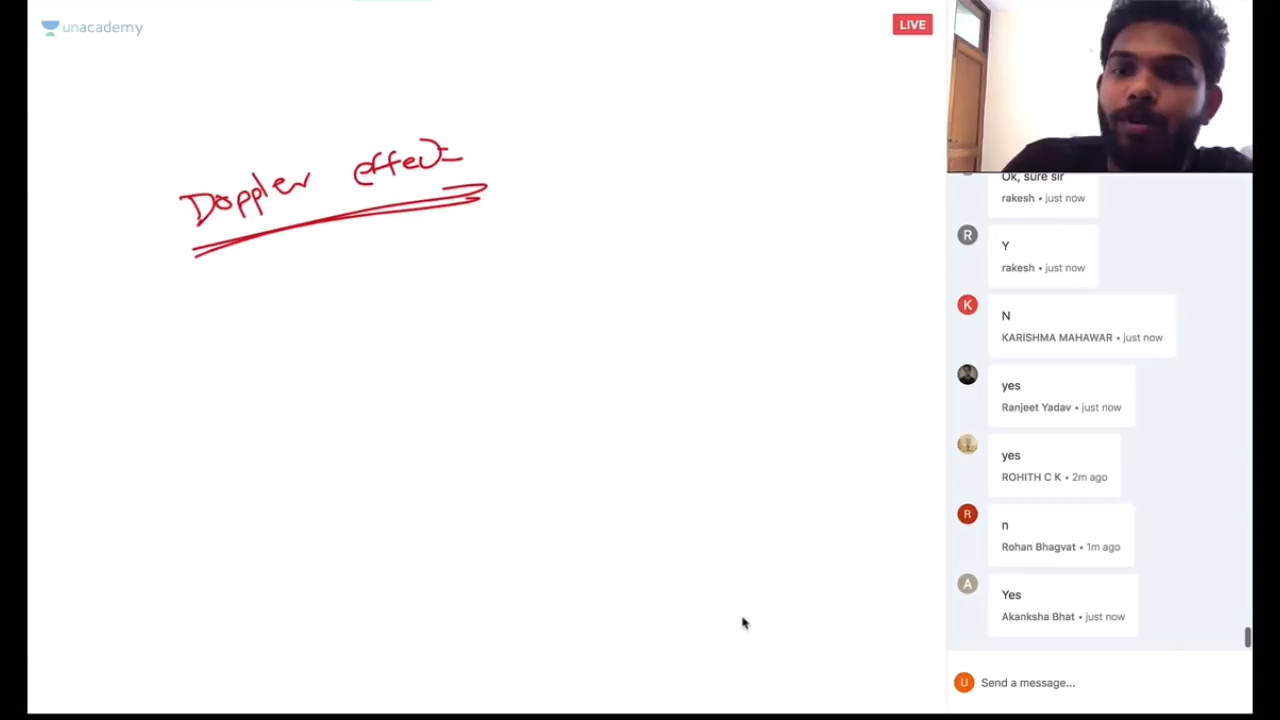 unacademy
LIVE
Doppler effect
Ok, sure sir
rakesh • just now
R
Y
rakesh • just now
K
N
KARISHMA MAHAWAR • just now
yes
Ranjeet Yadav • just now
yes
ROHITH C K • 2m ago
R
n
Rohan Bhagvat • 1m ago
A
Yes
Akanksha Bhat • just now
U
Send a message...